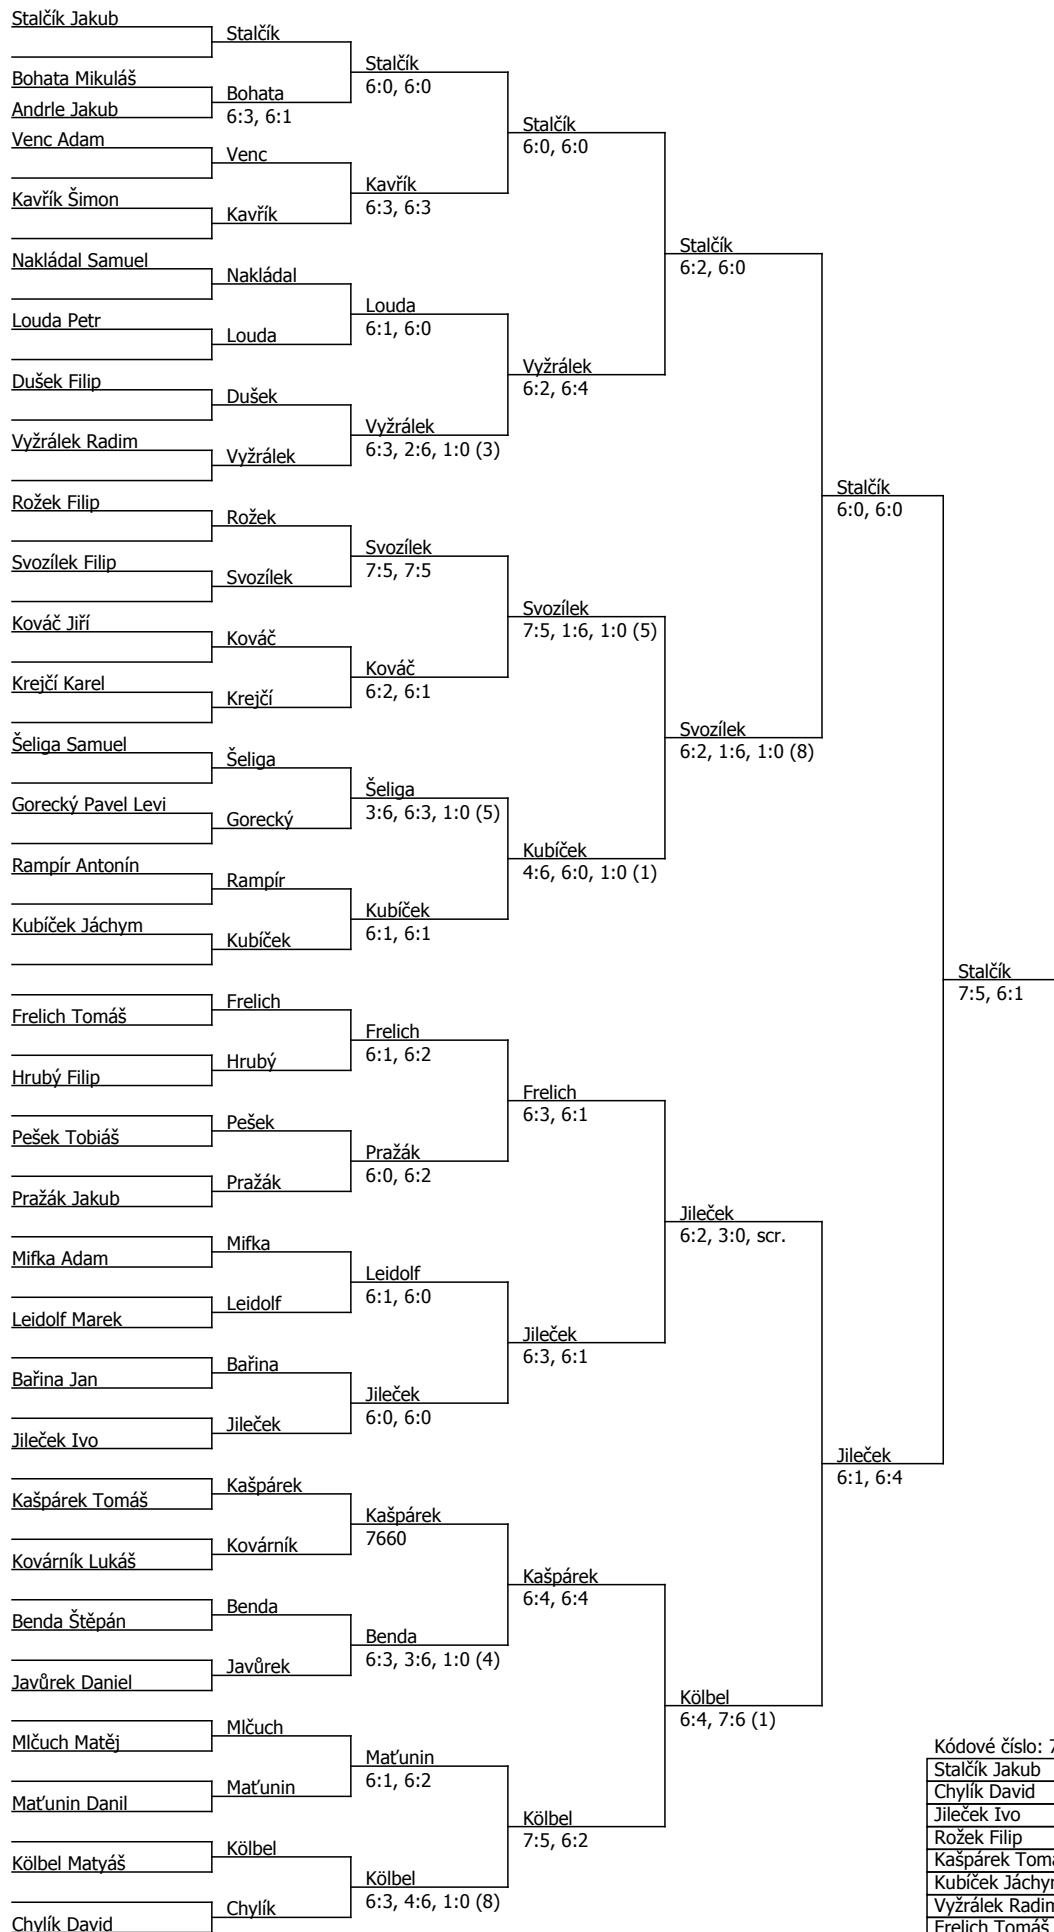 Stalčík Jakub
Stalčík
Stalčík
6:0, 6:0
Bohata Mikuláš
Bohata
6:3, 6:1
Andrle Jakub
Stalčík
6:0, 6:0
Venc Adam
Venc
Kavřík
6:3, 6:3
Kavřík Šimon
Kavřík
Stalčík
6:2, 6:0
Nakládal Samuel
Nakládal
Louda
6:1, 6:0
Louda Petr
Louda
Vyžrálek
6:2, 6:4
Dušek Filip
Dušek
Vyžrálek
6:3, 2:6, 1:0 (3)
Vyžrálek Radim
Vyžrálek
Stalčík
6:0, 6:0
Rožek Filip
Rožek
Svozílek
7:5, 7:5
Svozílek Filip
Svozílek
Svozílek
7:5, 1:6, 1:0 (5)
Kováč Jiří
Kováč
Kováč
6:2, 6:1
Krejčí Karel
Krejčí
Svozílek
6:2, 1:6, 1:0 (8)
Šeliga Samuel
Šeliga
Šeliga
3:6, 6:3, 1:0 (5)
Gorecký Pavel Levi
Gorecký
Kubíček
4:6, 6:0, 1:0 (1)
Rampír Antonín
Rampír
Kubíček
6:1, 6:1
Kubíček Jáchym
Kubíček
Stalčík
7:5, 6:1
Frelich
Frelich Tomáš
Frelich
6:1, 6:2
Hrubý
Hrubý Filip
Frelich
6:3, 6:1
Pešek
Pešek Tobiáš
Pražák
6:0, 6:2
Pražák
Pražák Jakub
Jileček
6:2, 3:0, scr.
Mifka
Mifka Adam
Leidolf
6:1, 6:0
Leidolf
Leidolf Marek
Jileček
6:3, 6:1
Bařina
Bařina Jan
Jileček
6:0, 6:0
Jileček
Jileček Ivo
Jileček
6:1, 6:4
Kašpárek
Kašpárek Tomáš
Kašpárek
7660
Kovárník
Kovárník Lukáš
Kašpárek
6:4, 6:4
Benda
Benda Štěpán
Benda
6:3, 3:6, 1:0 (4)
Javůrek
Javůrek Daniel
Kölbel
6:4, 7:6 (1)
Mlčuch
Mlčuch Matěj
Maťunin
6:1, 6:2
Maťunin
Maťunin Danil
Kölbel
7:5, 6:2
Kölbel
Kölbel Matyáš
Kölbel
6:3, 4:6, 1:0 (8)
Chylík
Chylík David
Kódové číslo: 7
Stalčík Jakub
Chylík David
Jileček Ivo
Rožek Filip
Kašpárek Tomá
Kubíček Jáchym
Vyžrálek Radim
Frelich Tomáš